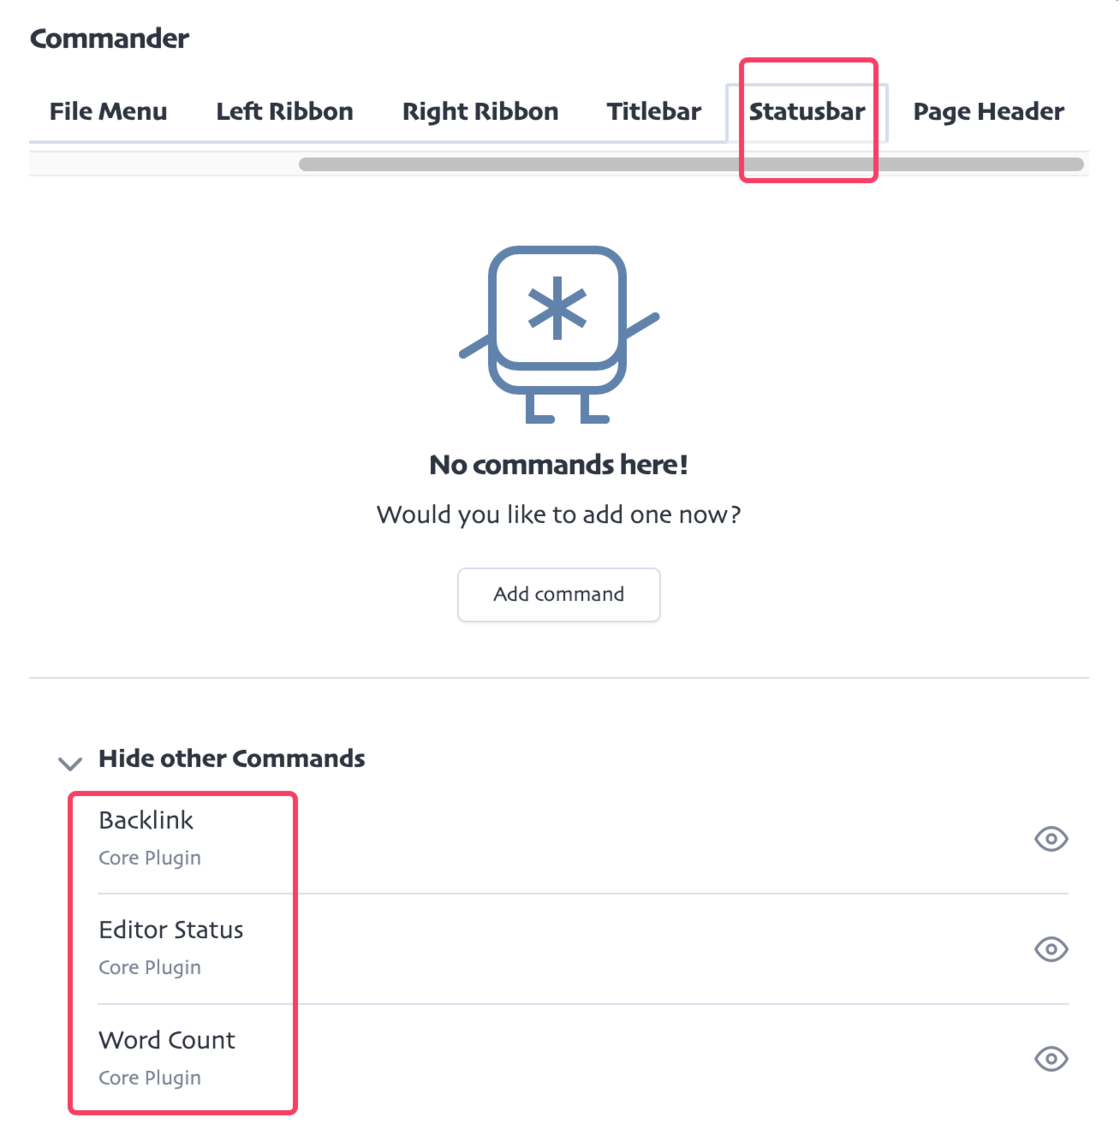 Commander
File Menu Left Ribbon Right Ribbon Titlebar Statusbar Page Header
No commands here!
Would you like to add one now?
Add command
Hide other Commands
Backlink
Core Plugin
Editor Status
Core Plugin
Word Count
Core Plugin